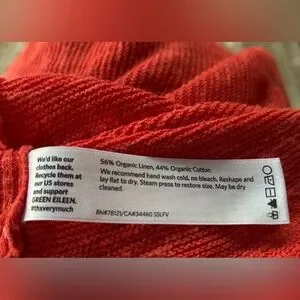 We'd like our
clothes back.
Recycle them at
our US stores
and support
GREEN EILEEN.
#thxverymuch
56% Organic Linen, 44% Organic Cotton
We recommend hand wash cold, no bleach. Reshape and
lay flat to dry. Steam press to restore size. May be dry
cleaned.
RN#78121/CA#34460 S5LFV